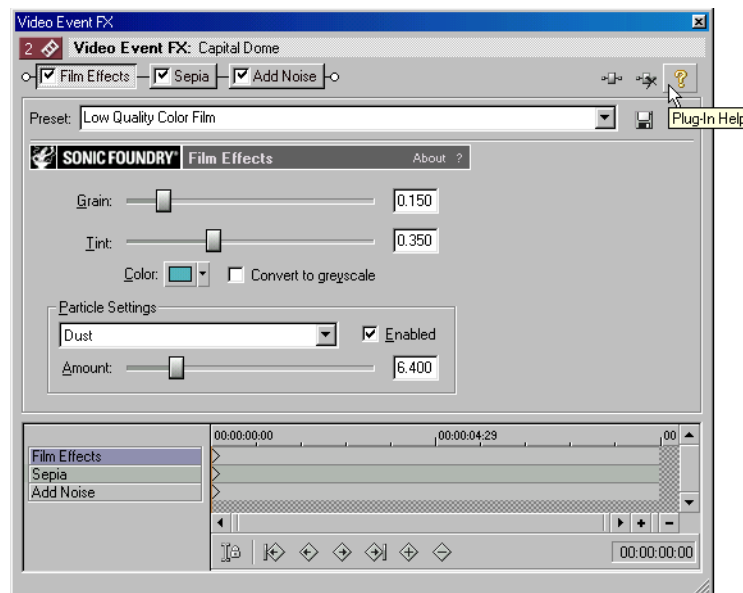 Video Event FX
2 Video Event FX: Capital Dome
Film Effects Sepia Add Noise
?
Plug-In Help
Preset: Low Quality Color Film
SONIC FOUNDRY Film Effects About ?
Grain: 0.150
Tint: 0.350
Color: Convert to greyscale
Particle Settings
Dust Enabled
Amount: 6.400
00:00:00:00 00:00:04:29 00
Film Effects
Sepia
Add Noise
00:00:00:00